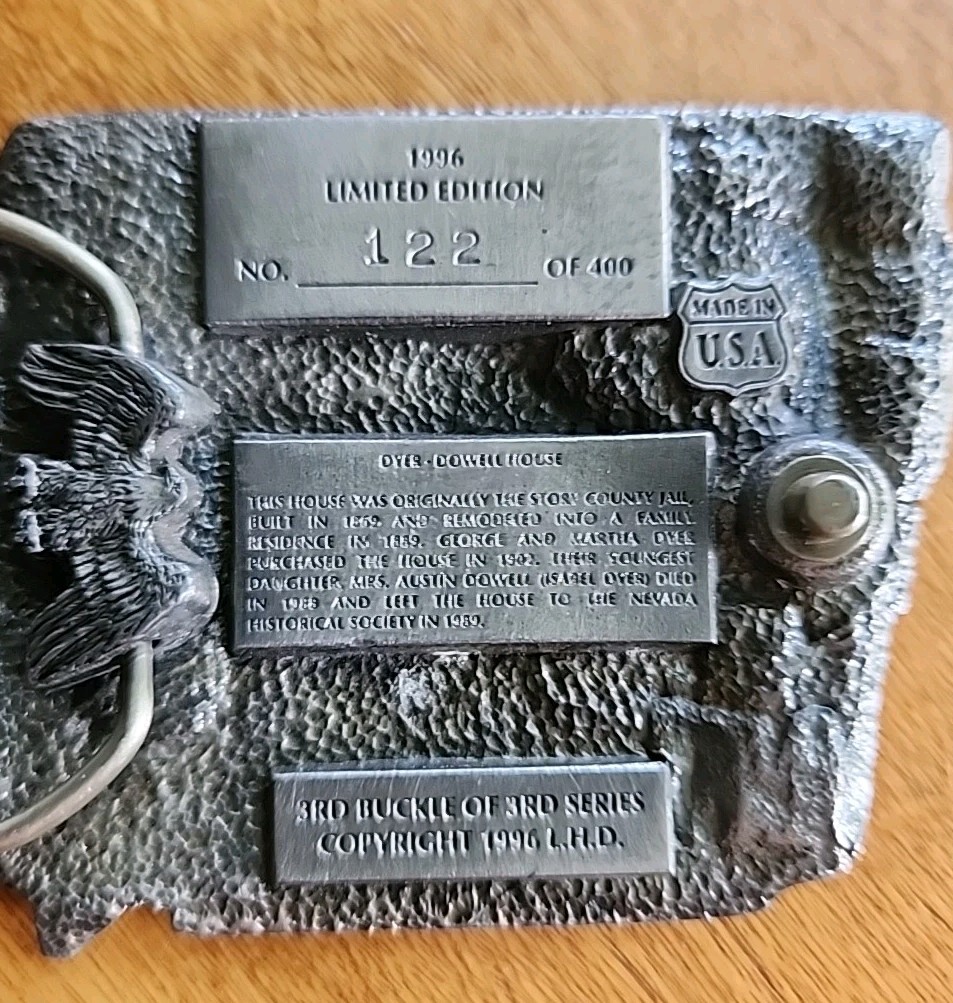 1996
LIMITED EDITION
NO. 122 OF 400
MADE IN
U.S.A.
DYER - DOWELL HOUSE
THIS HOUSE WAS ORIGINALLY THE STORY COUNTY JAIL,
BUILT IN 1869 AND REMODELED INTO A FAMILY
RESIDENCE IN 1889. GEORGE AND MARTHA DYER
PURCHASED THE HOUSE IN 1902. THEIR YOUNGEST
DAUGHTER, MRS. AUSTIN DOWELL (ISABEL DYER) DIED
IN 1988 AND LEFT THE HOUSE TO THE NEVADA
HISTORICAL SOCIETY IN 1989.
3RD BUCKLE OF 3RD SERIES
COPYRIGHT 1996 L.H.D.